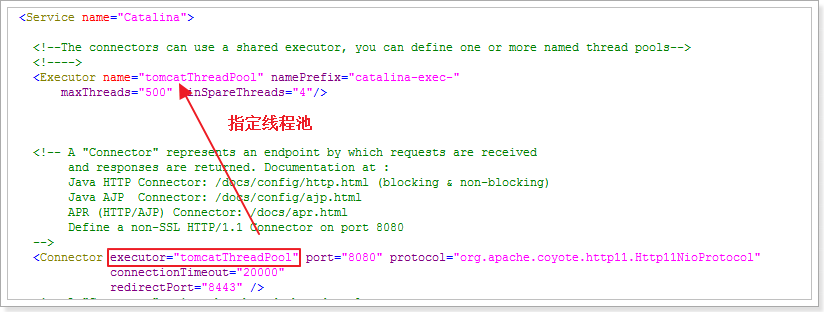 <Service name="Catalina">
<!--The connectors can use a shared executor, you can define one or more named thread pools-->
<!---->
<Executor name="tomcatThreadPool" namePrefix="catalina-exec-"
maxThreads="500" minSpareThreads="4"/>
指定线程池
<!-- A "Connector" represents an endpoint by which requests are received
and responses are returned. Documentation at :
Java HTTP Connector: /docs/config/http.html (blocking & non-blocking)
Java AJP  Connector: /docs/config/ajp.html
APR (HTTP/AJP) Connector: /docs/apr.html
Define a non-SSL HTTP/1.1 Connector on port 8080
-->
<Connector executor="tomcatThreadPool" port="8080" protocol="org.apache.coyote.http11.Http11NioProtocol"
connectionTimeout="20000"
redirectPort="8443" />